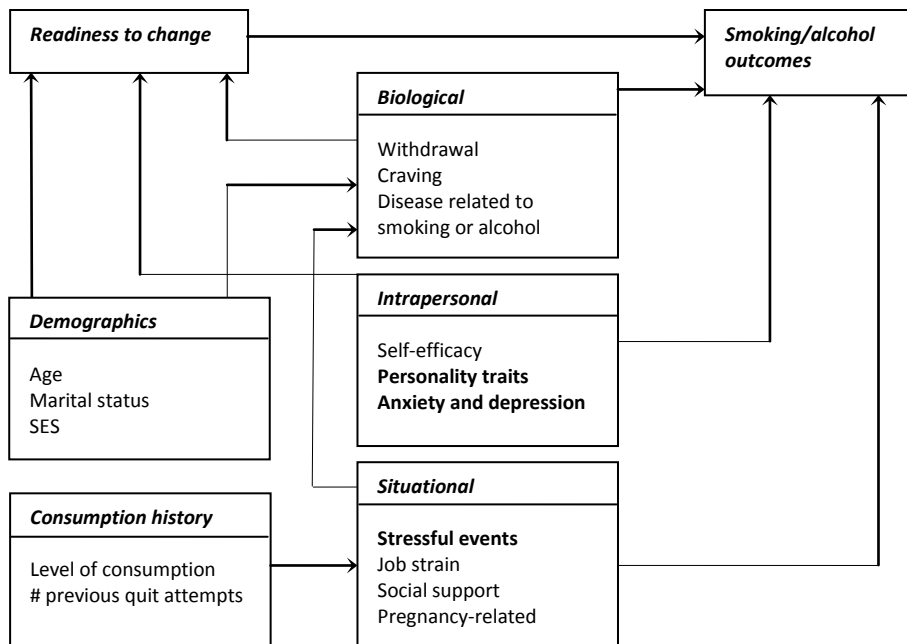 Readiness to change
Smoking/alcohol
outcomes
Biological
Withdrawal
Craving
Disease related to
smoking or alcohol
Intrapersonal
Self-efficacy
Personality traits
Anxiety and depression
Demographics
Age
Marital status
SES
Situational
Stressful events
Job strain
Social support
Pregnancy-related
Consumption history
Level of consumption
# previous quit attempts